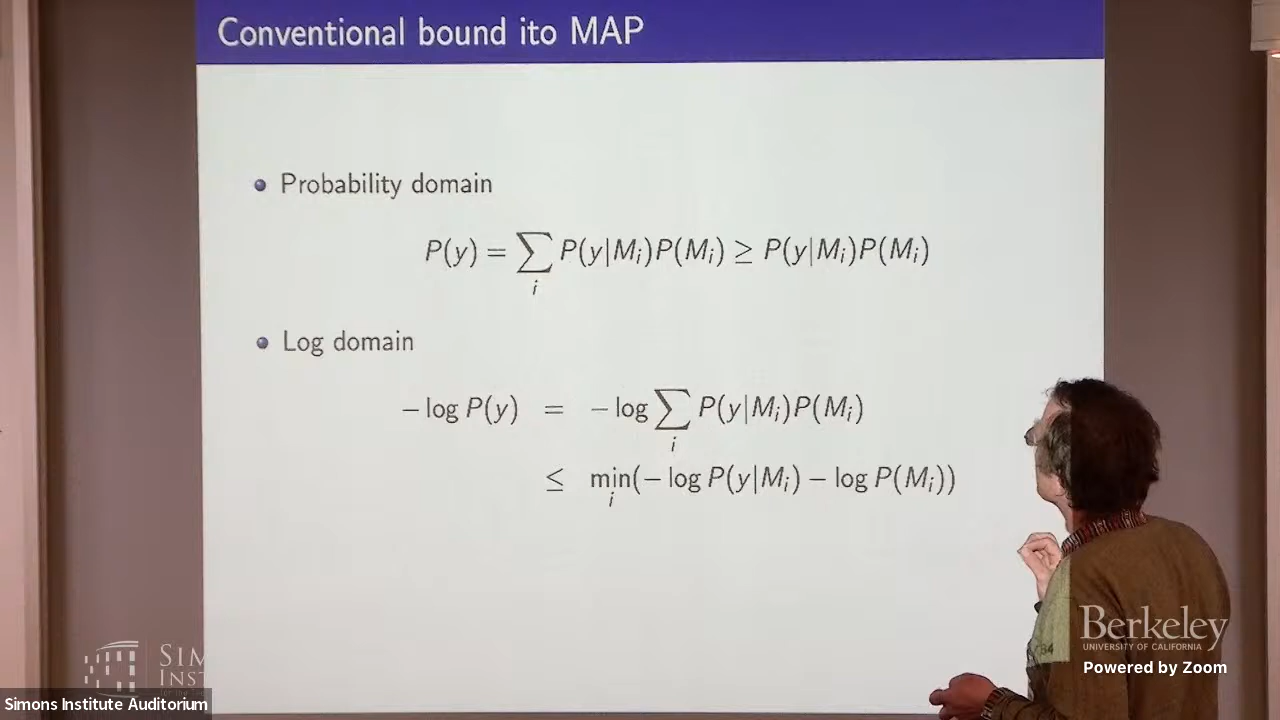 Conventional bound ito MAP
Probability domain
P(y) = ∑_i P(y|M_i)P(M_i) ≥ P(y|M_i)P(M_i)
Log domain
− log P(y) = − log ∑_i P(y|M_i)P(M_i)
≤ min_i(− log P(y|M_i) − log P(M_i))
Berkeley
UNIVERSITY OF CALIFORNIA
Powered by Zoom
Simons Institute Auditorium